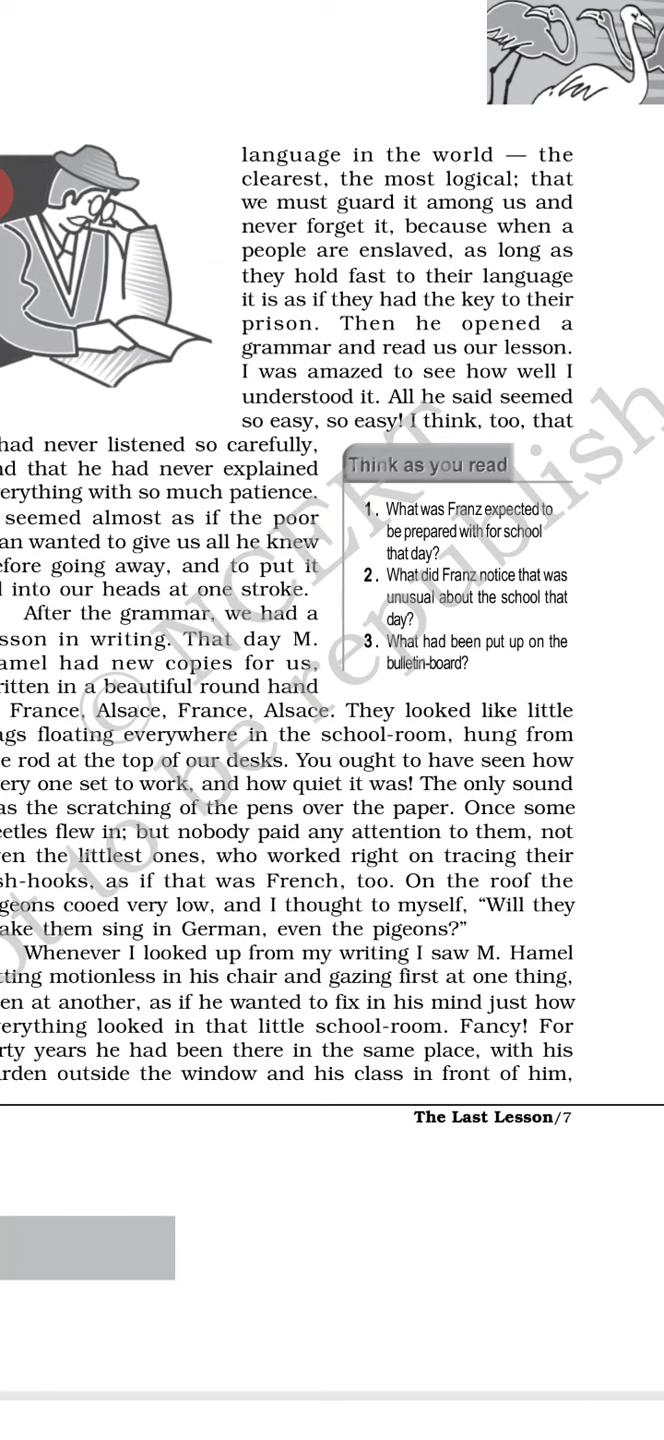 language in the world — the
clearest, the most logical; that
we must guard it among us and
never forget it, because when a
people are enslaved, as long as
they hold fast to their language
it is as if they had the key to their
prison. Then he opened a
grammar and read us our lesson.
I was amazed to see how well I
understood it. All he said seemed
so easy, so easy! I think, too, that
had never listened so carefully,
nd that he had never explained
erything with so much patience.
seemed almost as if the poor
an wanted to give us all he knew
efore going away, and to put it
into our heads at one stroke.
After the grammar, we had a
sson in writing. That day M.
amel had new copies for us,
ritten in a beautiful round hand
Think as you read
1. What was Franz expected to
be prepared with for school
that day?
2. What did Franz notice that was
unusual about the school that
day?
3. What had been put up on the
bulletin-board?
France, Alsace, France, Alsace. They looked like little
ags floating everywhere in the school-room, hung from
e rod at the top of our desks. You ought to have seen how
ery one set to work, and how quiet it was! The only sound
as the scratching of the pens over the paper. Once some
eetles flew in; but nobody paid any attention to them, not
en the littlest ones, who worked right on tracing their
sh-hooks, as if that was French, too. On the roof the
geons cooed very low, and I thought to myself, “Will they
ake them sing in German, even the pigeons?”
Whenever I looked up from my writing I saw M. Hamel
tting motionless in his chair and gazing first at one thing,
en at another, as if he wanted to fix in his mind just how
erything looked in that little school-room. Fancy! For
rty years he had been there in the same place, with his
arden outside the window and his class in front of him,
The Last Lesson/7
© NCERT
ot to be republish